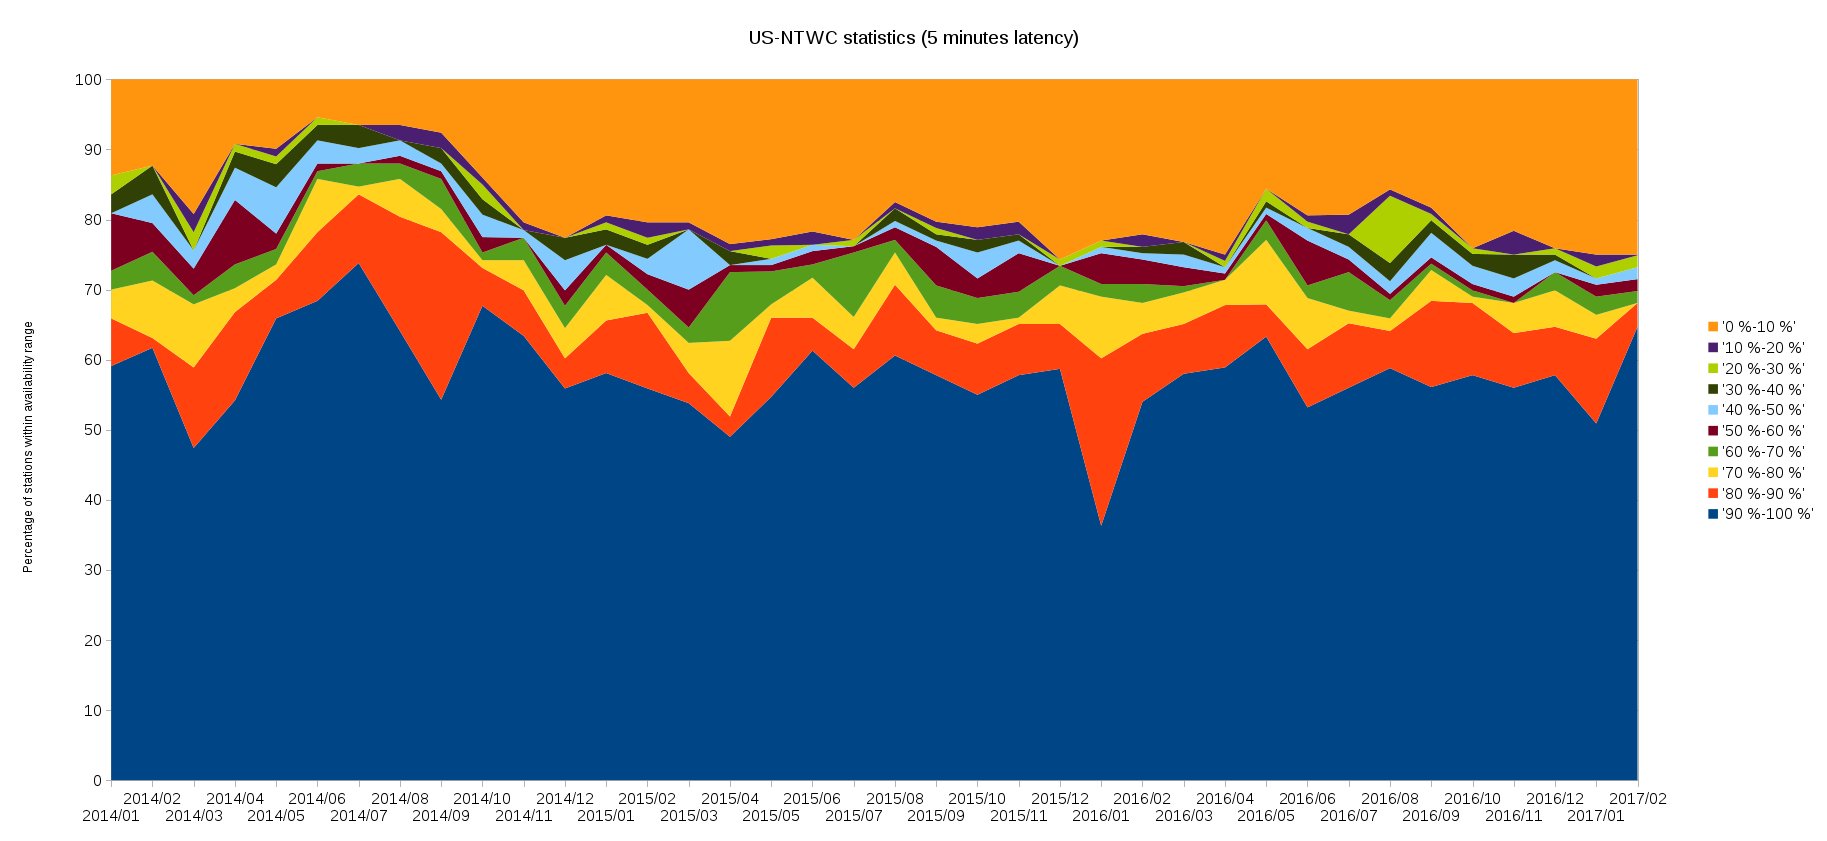 US-NTWC statistics (5 minutes latency)
Percentage of stations within availability range
100
90
80
70
60
50
40
30
20
10
0
2014/02 2014/04 2014/06 2014/08 2014/10 2014/12 2015/02 2015/04 2015/06 2015/08 2015/10 2015/12 2016/02 2016/04 2016/06 2016/08 2016/10 2016/12 2017/02
2014/01 2014/03 2014/05 2014/07 2014/09 2014/11 2015/01 2015/03 2015/05 2015/07 2015/09 2015/11 2016/01 2016/03 2016/05 2016/07 2016/09 2016/11 2017/01
'0 %-10 %'
'10 %-20 %'
'20 %-30 %'
'30 %-40 %'
'40 %-50 %'
'50 %-60 %'
'60 %-70 %'
'70 %-80 %'
'80 %-90 %'
'90 %-100 %'